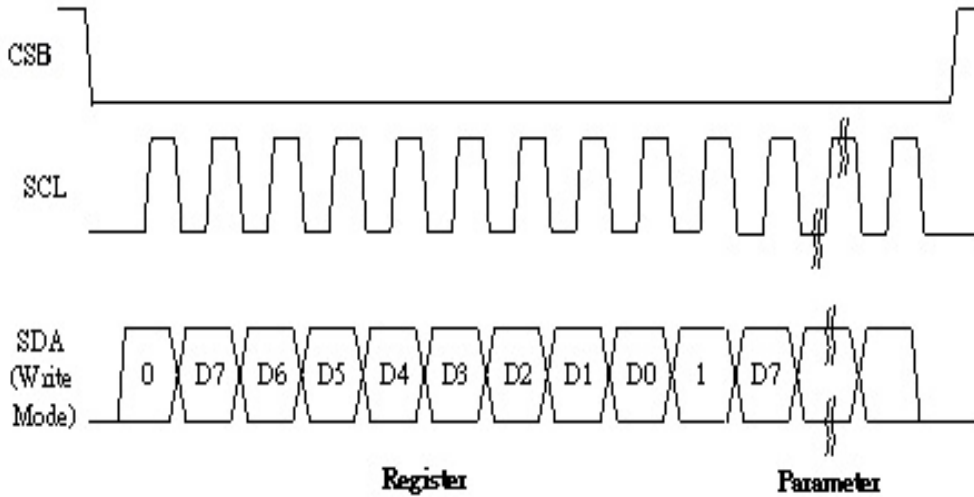 CSB
SCL
SDA
(Write
Mode)
0 D7 D6 D5 D4 D3 D2 D1 D0 1 D7
Register Parameter